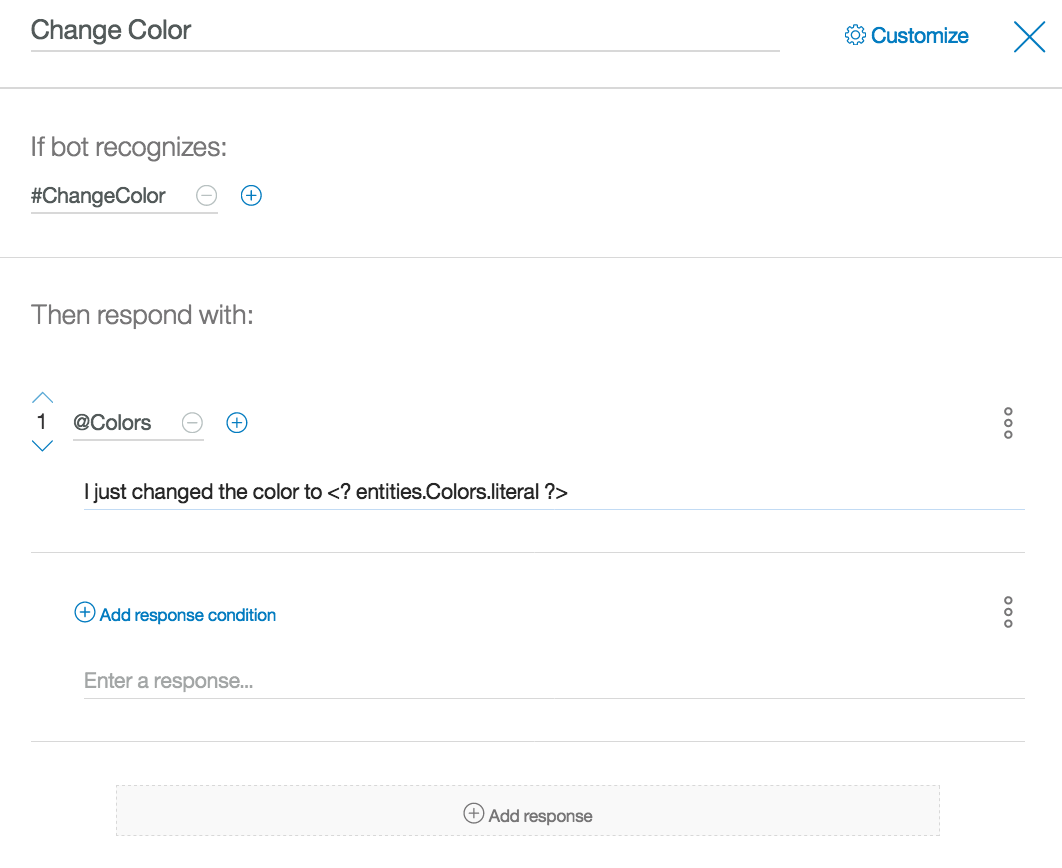 Change Color
Customize
If bot recognizes:
#ChangeColor
Then respond with:
1
@Colors
I just changed the color to <? entities.Colors.literal ?>
Add response condition
Enter a response...
Add response